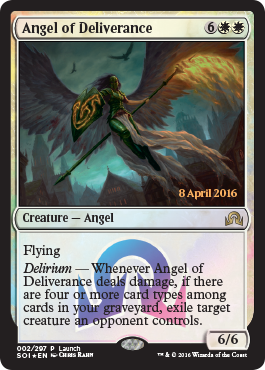 Angel of Deliverance 6
8 April 2016
Creature — Angel
Flying
Delirium — Whenever Angel of
Deliverance deals damage, if there
are four or more card types among
cards in your graveyard, exile target
creature an opponent controls.
6/6
002/297 P Launch
SOI ★ EN Chris Rahn
™ & © 2016 Wizards of the Coast